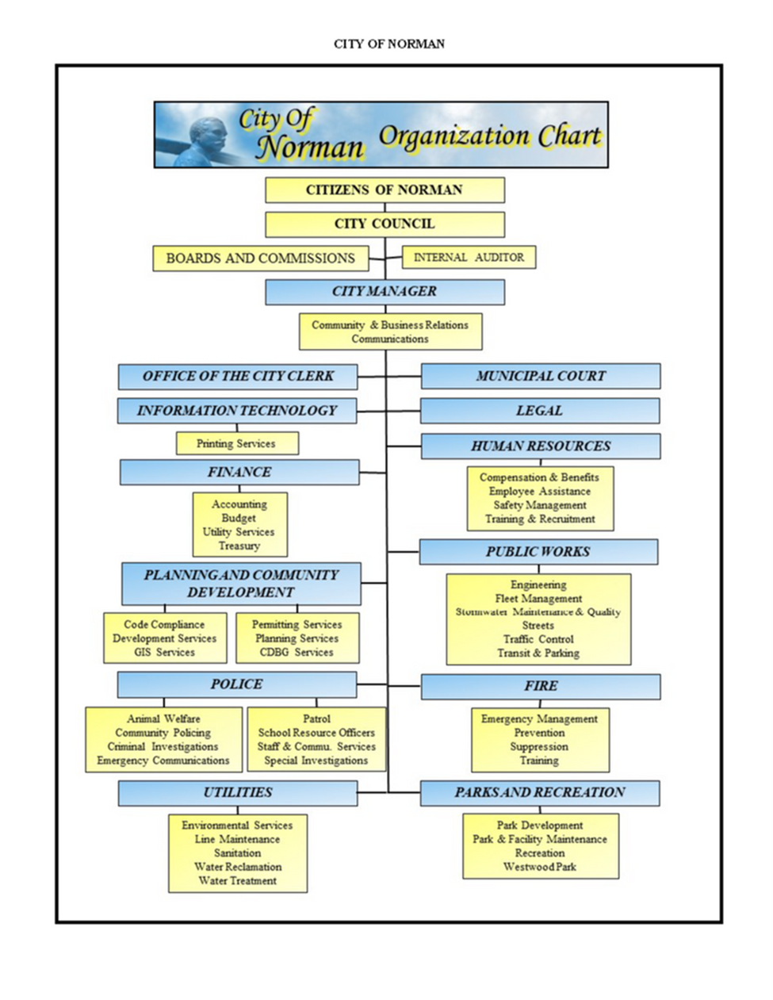 CITY OF NORMAN
City Of
Norman
Organization Chart
CITIZENS OF NORMAN
CITY COUNCIL
BOARDS AND COMMISSIONS
INTERNAL AUDITOR
CITY MANAGER
Community & Business Relations
Communications
OFFICE OF THE CITY CLERK
MUNICIPAL COURT
INFORMATION TECHNOLOGY
LEGAL
Printing Services
HUMAN RESOURCES
Compensation & Benefits
Employee Assistance
Safety Management
Training & Recruitment
FINANCE
Accounting
Budget
Utility Services
Treasury
PUBLIC WORKS
Engineering
Fleet Management
Stormwater Maintenance & Quality
Streets
Traffic Control
Transit & Parking
PLANNING AND COMMUNITY
DEVELOPMENT
Code Compliance
Development Services
GIS Services
Permitting Services
Planning Services
CDBG Services
POLICE
Animal Welfare
Community Policing
Criminal Investigations
Emergency Communications
Patrol
School Resource Officers
Staff & Commu. Services
Special Investigations
FIRE
Emergency Management
Prevention
Suppression
Training
UTILITIES
Environmental Services
Line Maintenance
Sanitation
Water Reclamation
Water Treatment
PARKS AND RECREATION
Park Development
Park & Facility Maintenance
Recreation
Westwood Park